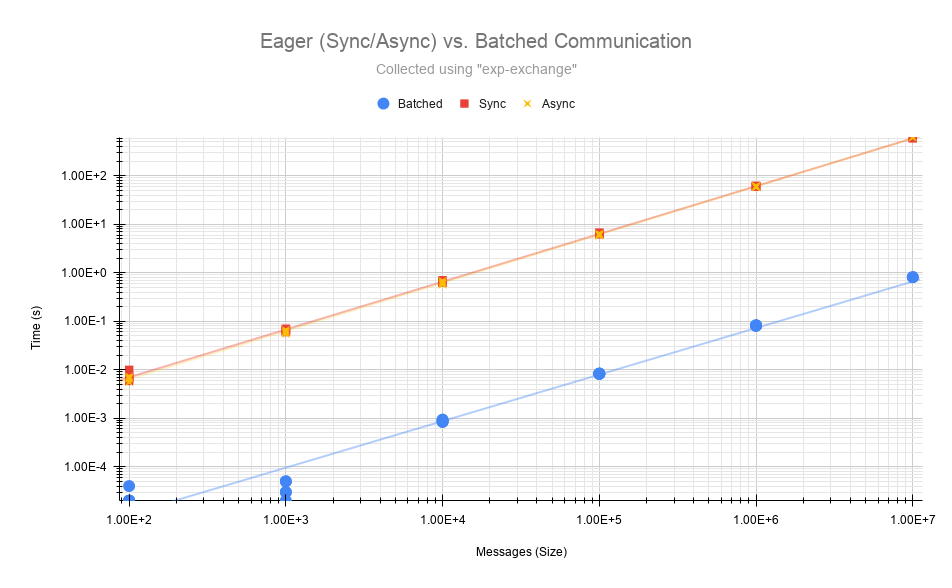 Eager (Sync/Async) vs. Batched Communication
Collected using "exp-exchange"
Batched Sync Async
1.00E+2
1.00E+1
1.00E+0
1.00E-1
1.00E-2
1.00E-3
1.00E-4
Time (s)
1.00E+2 1.00E+3 1.00E+4 1.00E+5 1.00E+6 1.00E+7
Messages (Size)